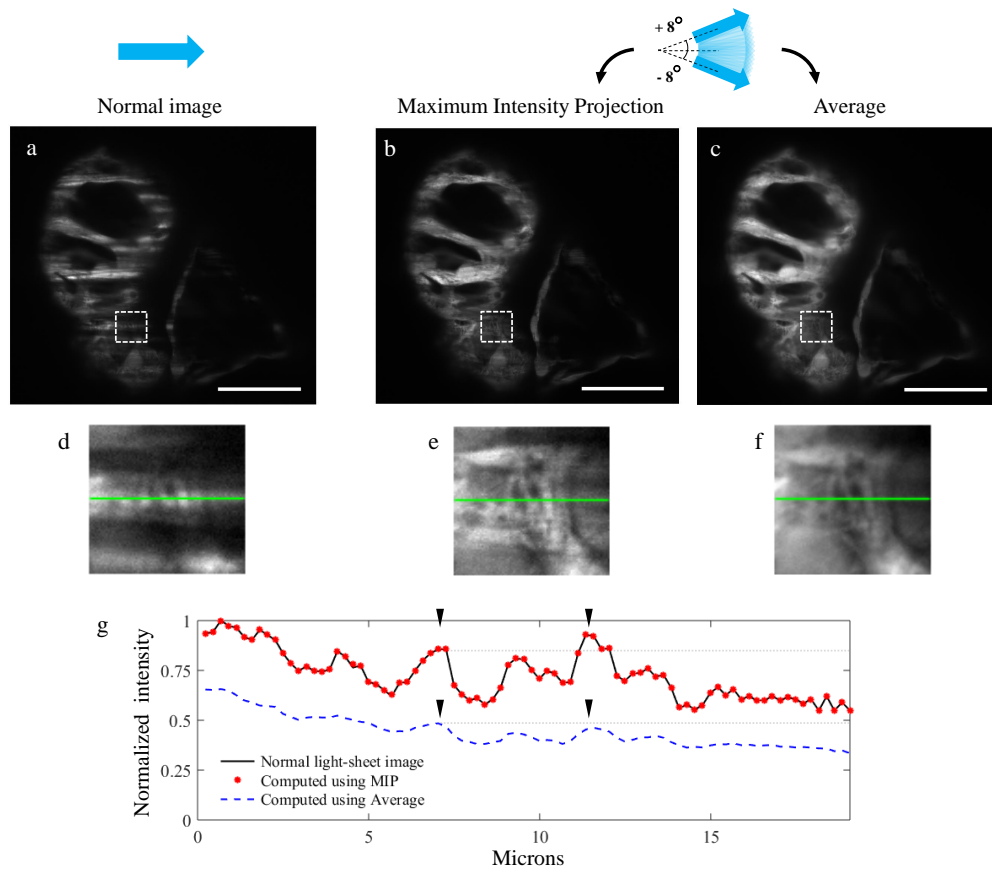 + 8°
- 8°
Normal image
Maximum Intensity Projection
Average
a
b
c
d
e
f
g
Normalized intensity
1
0.75
0.5
0.25
0
Normal light-sheet image
Computed using MIP
Computed using Average
0
5
10
15
Microns